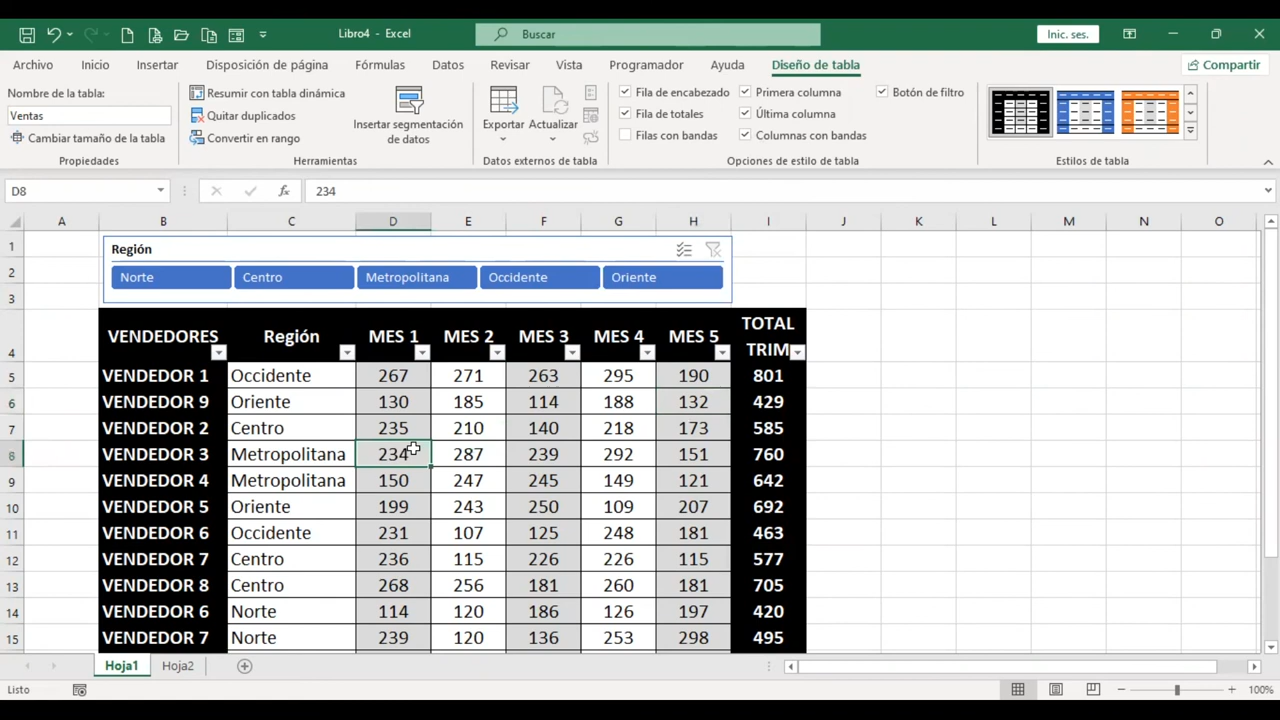 Libro4 - Excel
Buscar
Inic. ses.
Archivo Inicio Insertar Disposición de página Fórmulas Datos Revisar Vista Programador Ayuda Diseño de tabla Compartir
Nombre de la tabla:
Ventas
Cambiar tamaño de la tabla
Propiedades
Resumir con tabla dinámica
Quitar duplicados
Convertir en rango
Insertar segmentación
de datos
Herramientas
Exportar Actualizar
Datos externos de tabla
Fila de encabezado Primera columna Botón de filtro
Fila de totales Última columna
Filas con bandas Columnas con bandas
Opciones de estilo de tabla
Estilos de tabla
D8 fx 234
A B C D E F G H I J K L M N O
1 Región
2 Norte Centro Metropolitana Occidente Oriente
3
4 VENDEDORES Región MES 1 MES 2 MES 3 MES 4 MES 5 TOTAL
TRIM
5 VENDEDOR 1 Occidente 267 271 263 295 190 801
6 VENDEDOR 9 Oriente 130 185 114 188 132 429
7 VENDEDOR 2 Centro 235 210 140 218 173 585
8 VENDEDOR 3 Metropolitana 234 287 239 292 151 760
9 VENDEDOR 4 Metropolitana 150 247 245 149 121 642
10 VENDEDOR 5 Oriente 199 243 250 109 207 692
11 VENDEDOR 6 Occidente 231 107 125 248 181 463
12 VENDEDOR 7 Centro 236 115 226 226 115 577
13 VENDEDOR 8 Centro 268 256 181 260 181 705
14 VENDEDOR 6 Norte 114 120 186 126 197 420
15 VENDEDOR 7 Norte 239 120 136 253 298 495
Hoja1 Hoja2
Listo 100%